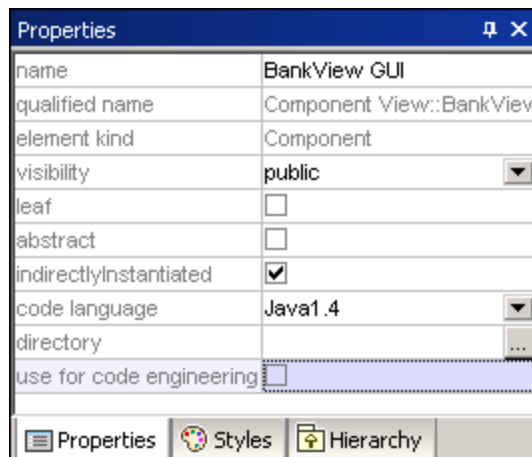 Properties
name BankView GUI
qualified name Component View::BankView
element kind Component
visibility public
leaf
abstract
indirectlyInstantiated
code language Java1.4
directory ...
use for code engineering
Properties Styles Hierarchy